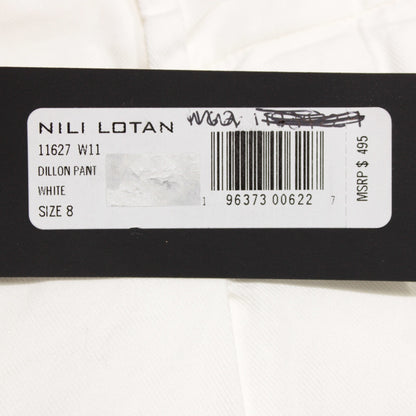 NILI LOTAN
11627 W11
DILLON PANT
WHITE
SIZE 8
1 96373 00622 7
MSRP $ 495